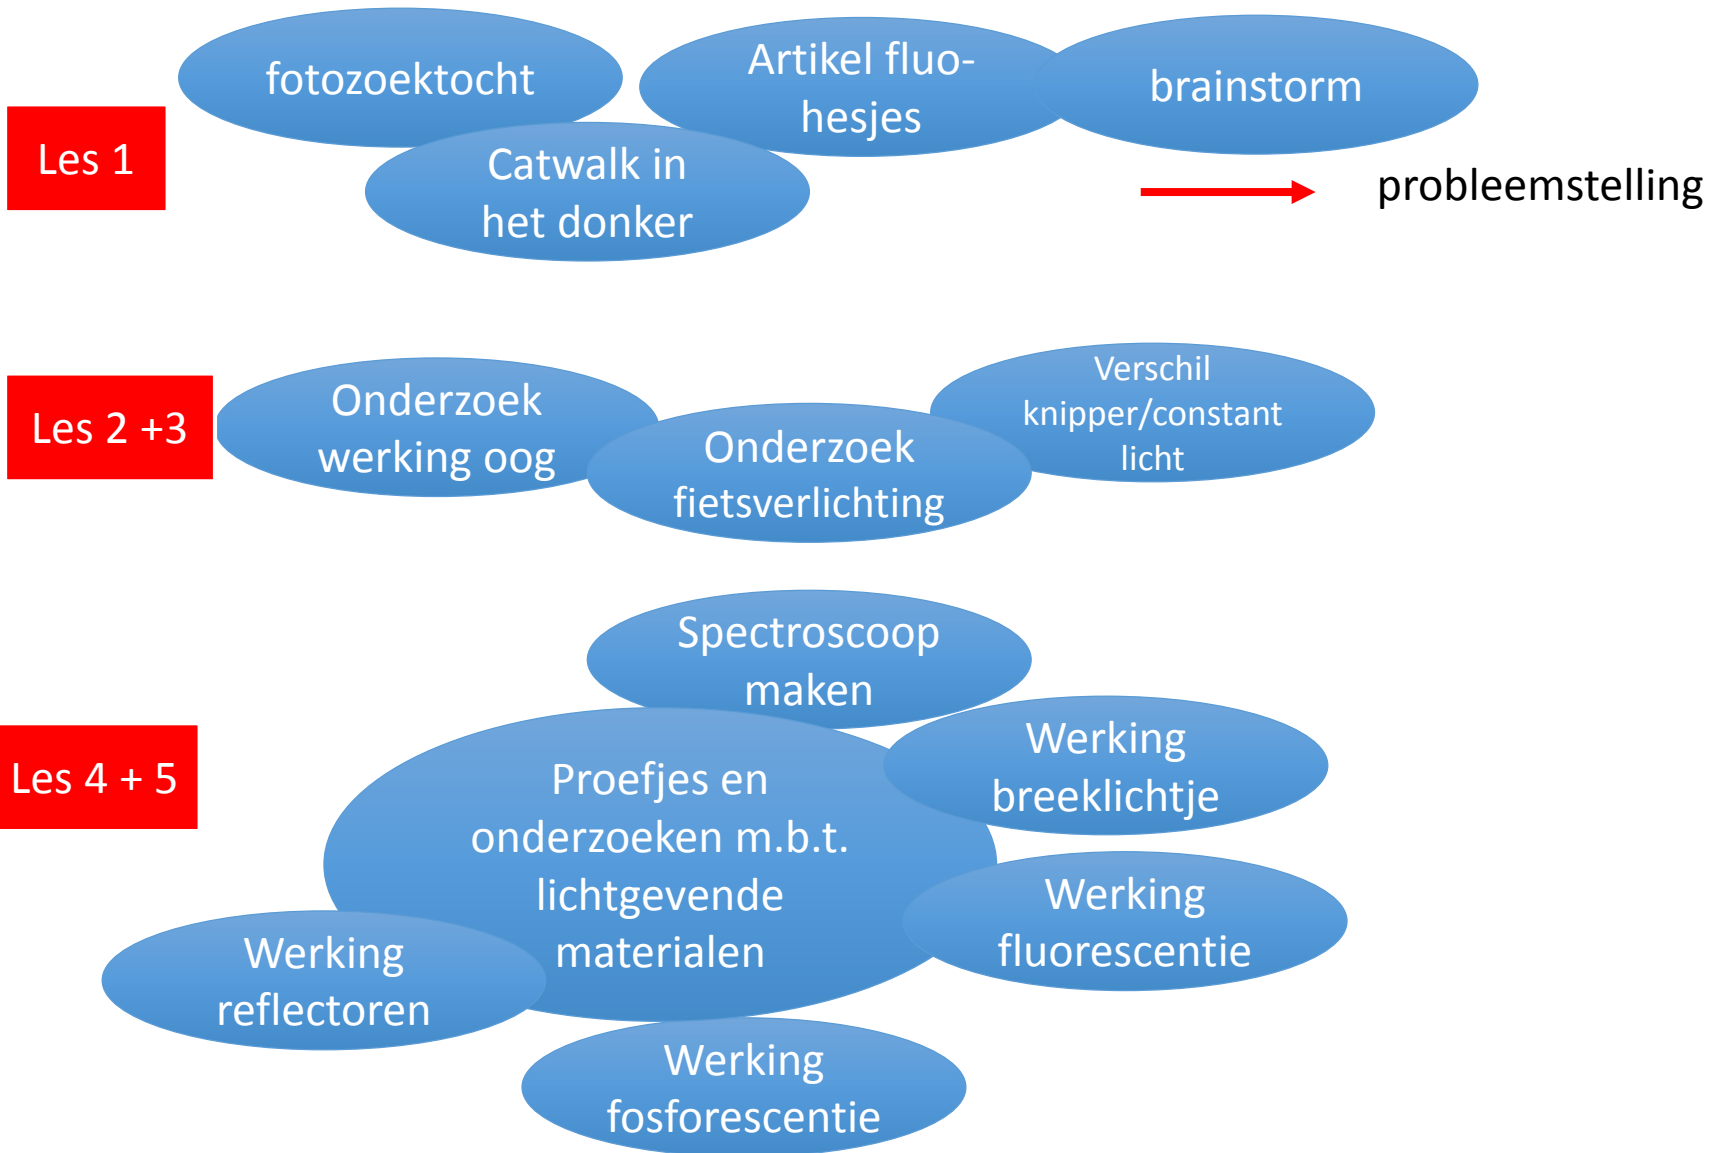 Les 1
fotozoektocht
Catwalk in
het donker
Artikel fluo-
hesjes
brainstorm
probleemstelling
Les 2 +3
Onderzoek
werking oog
Onderzoek
fietsverlichting
Verschil
knipper/constant
licht
Les 4 + 5
Spectroscoop
maken
Proefjes en
onderzoeken m.b.t.
lichtgevende
materialen
Werking
breeklichtje
Werking
fluorescentie
Werking
reflectoren
Werking
fosforescentie